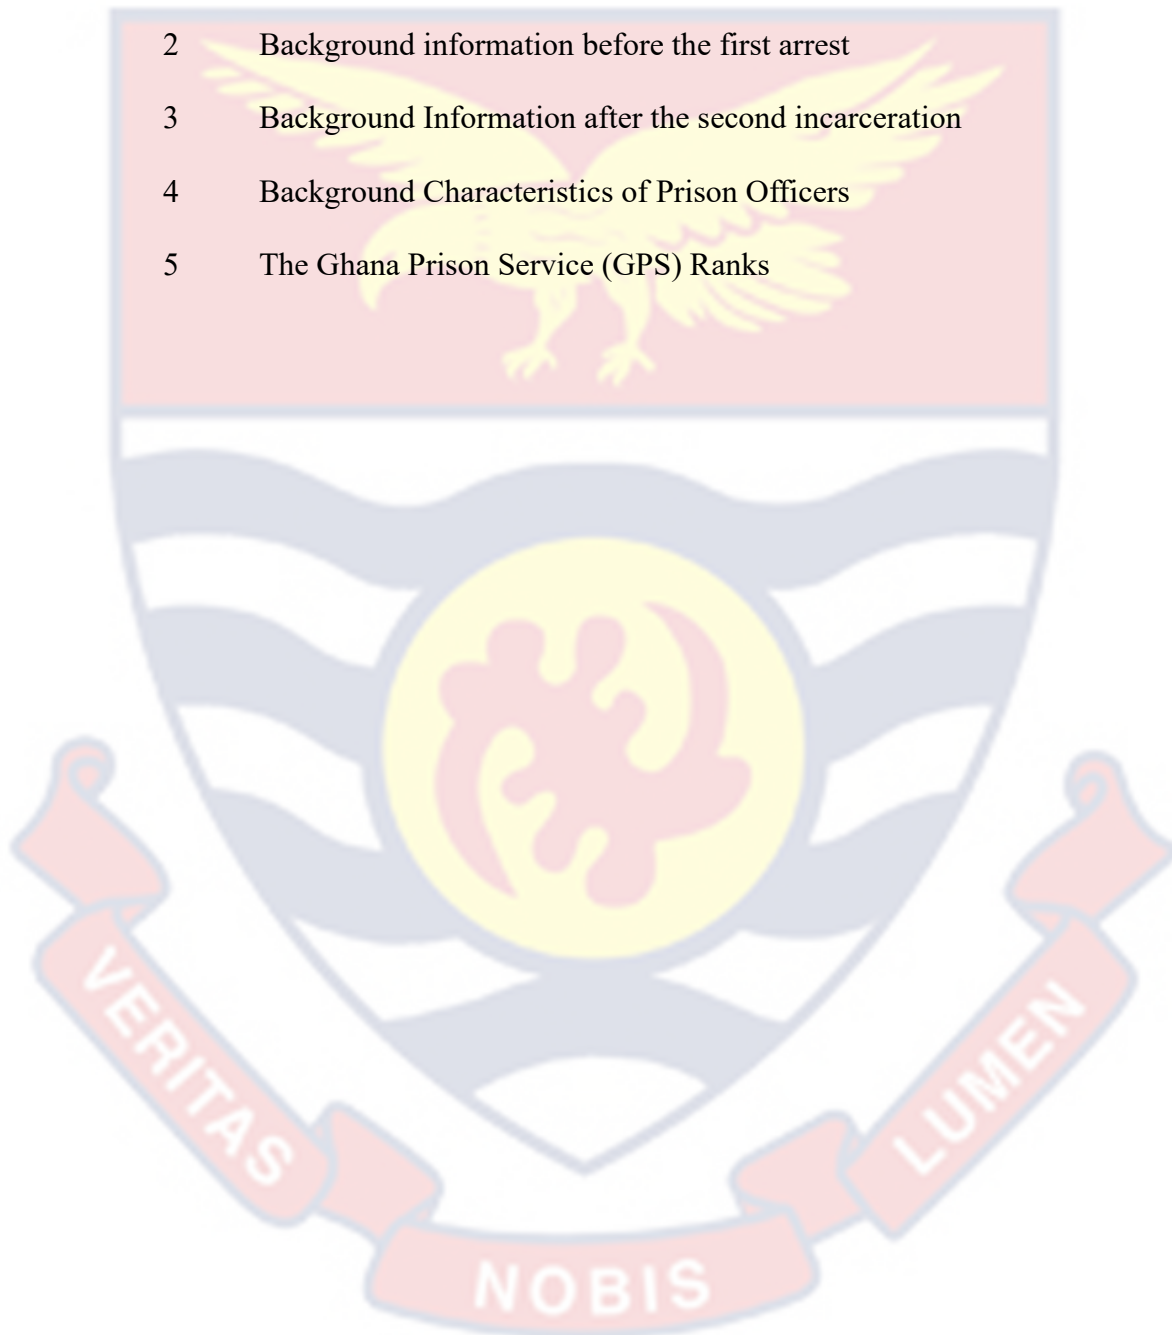 2 Background information before the first arrest
3 Background Information after the second incarceration
4 Background Characteristics of Prison Officers
5 The Ghana Prison Service (GPS) Ranks
VERITAS
NOBIS
LUMEN